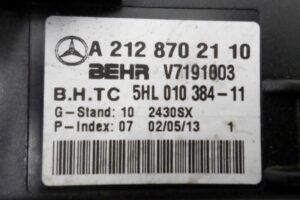 A 212 870 21 10
BEHR V7191003
B.H.TC 5HL 010 384-11
G-Stand: 10 2430SX
P-Index: 07 02/05/13 1